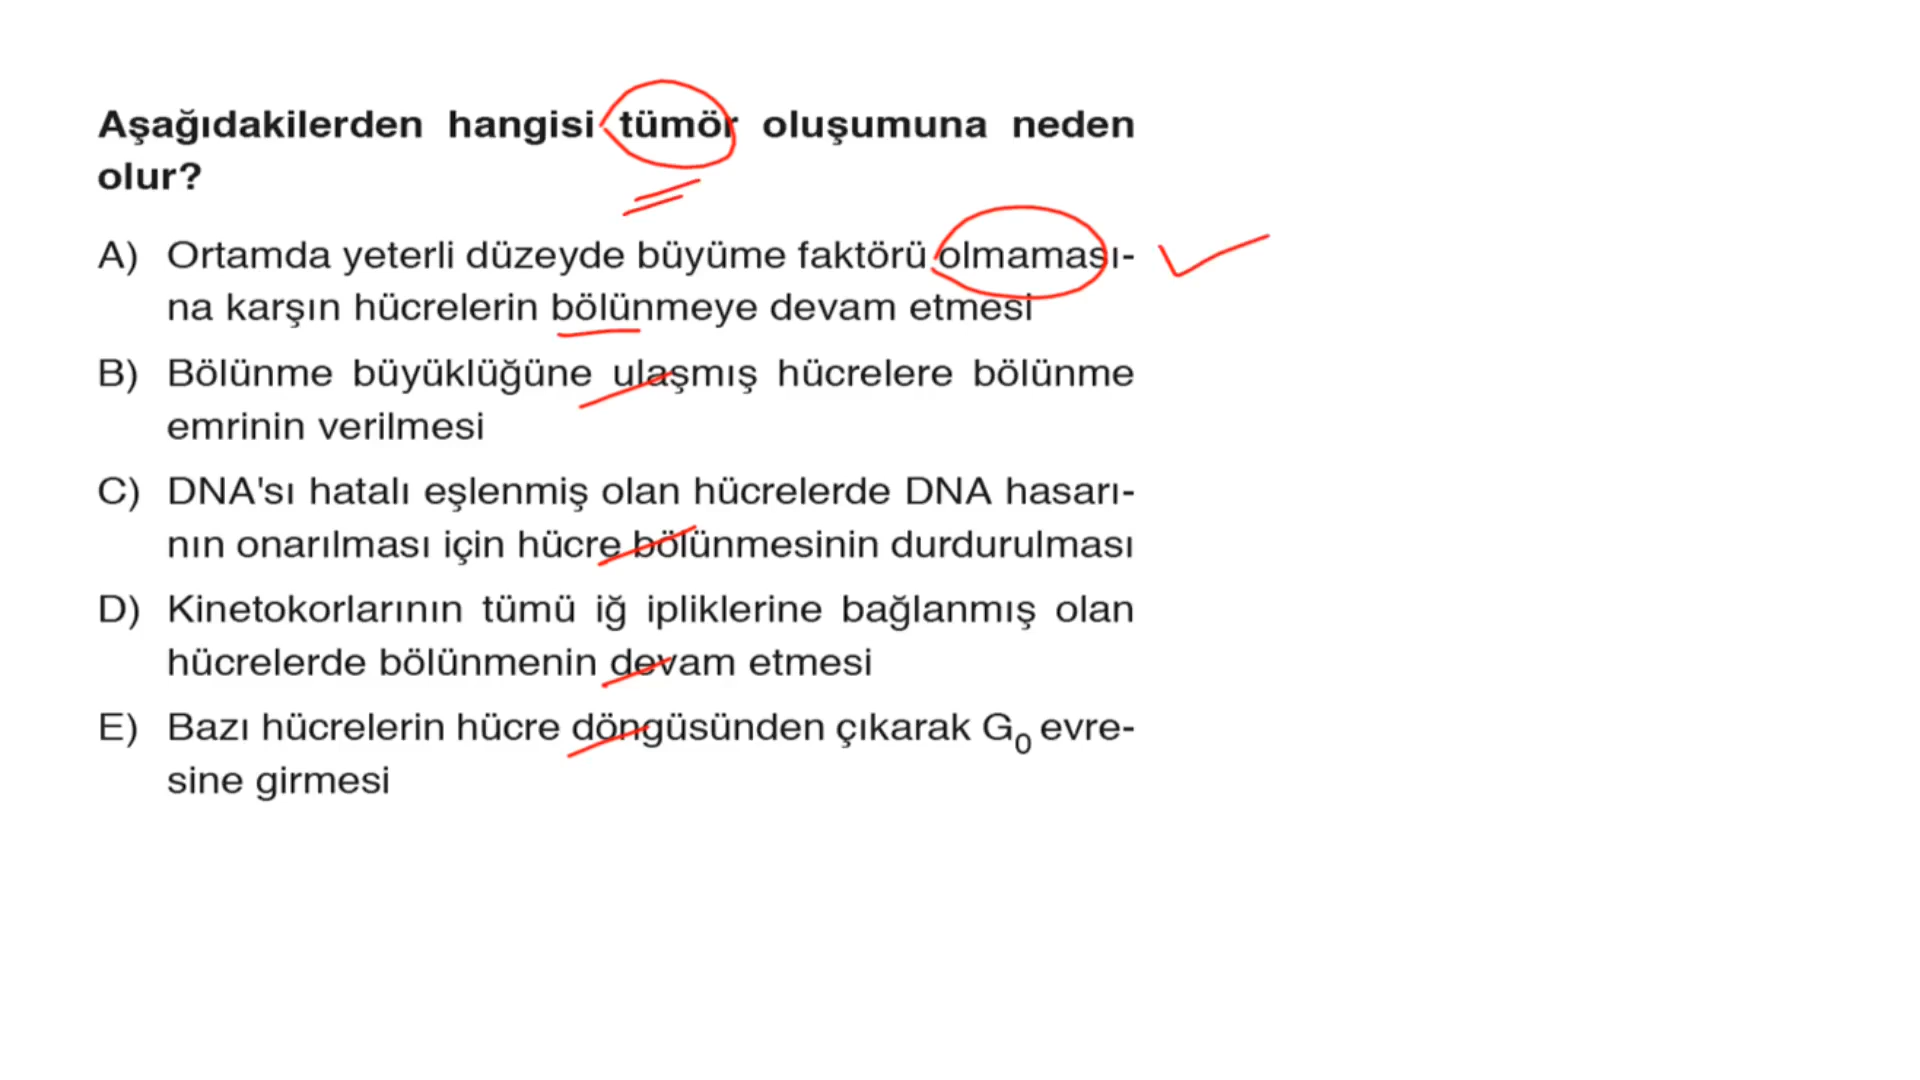 Aşağıdakilerden hangisi tümör oluşumuna neden
olur?
A) Ortamda yeterli düzeyde büyüme faktörü olmaması-
na karşın hücrelerin bölünmeye devam etmesi
B) Bölünme büyüklüğüne ulaşmış hücrelere bölünme
emrinin verilmesi
C) DNA'sı hatalı eşlenmiş olan hücrelerde DNA hasarı-
nın onarılması için hücre bölünmesinin durdurulması
D) Kinetokorlarının tümü iğ ipliklerine bağlanmış olan
hücrelerde bölünmenin devam etmesi
E) Bazı hücrelerin hücre döngüsünden çıkarak G₀ evre-
sine girmesi